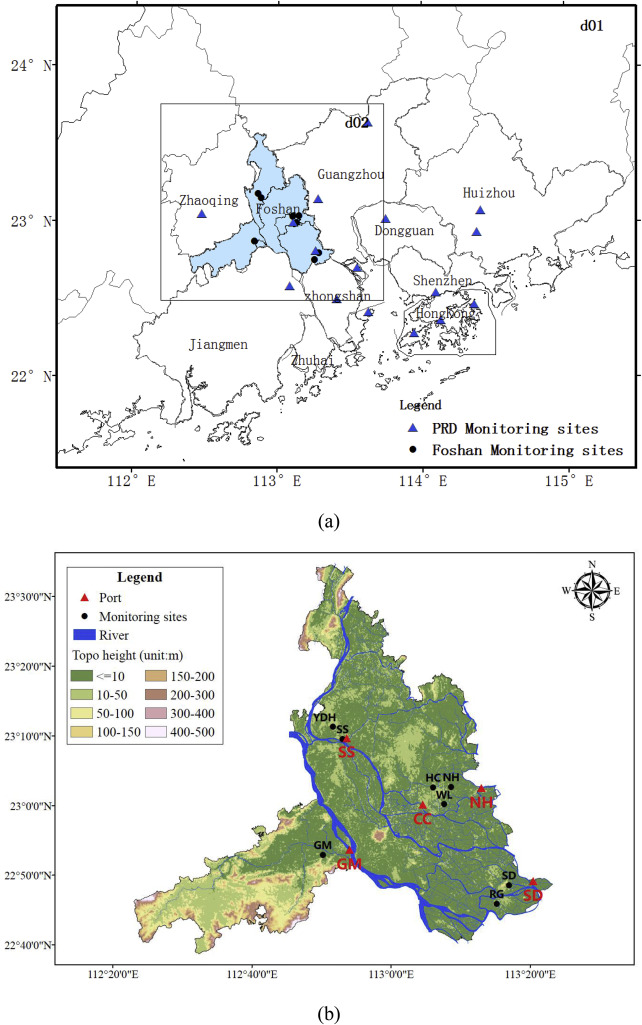 d01
24° N
d02
Guangzhou
Zhaoqing
Huizhou
Foshan
23° N
Dongguan
Shenzhen
zhongshan
HongKong
Jiangmen
Zhuhai
22° N
Legend
PRD Monitoring sites
Foshan Monitoring sites
112° E
113° E
114° E
115° E
(a)
Legend
Port
Monitoring sites
River
Topo height (unit:m)
<=10
150-200
10-50
200-300
50-100
300-400
100-150
400-500
N
W
E
S
23°30'0"N
23°20'0"N
23°10'0"N
23°0'0"N
22°50'0"N
22°40'0"N
YDH
SS
SS
HC
NH
WL
NH
CC
GM
GM
SD
SD
RG
112°20'0"E
112°40'0"E
113°0'0"E
113°20'0"E
(b)